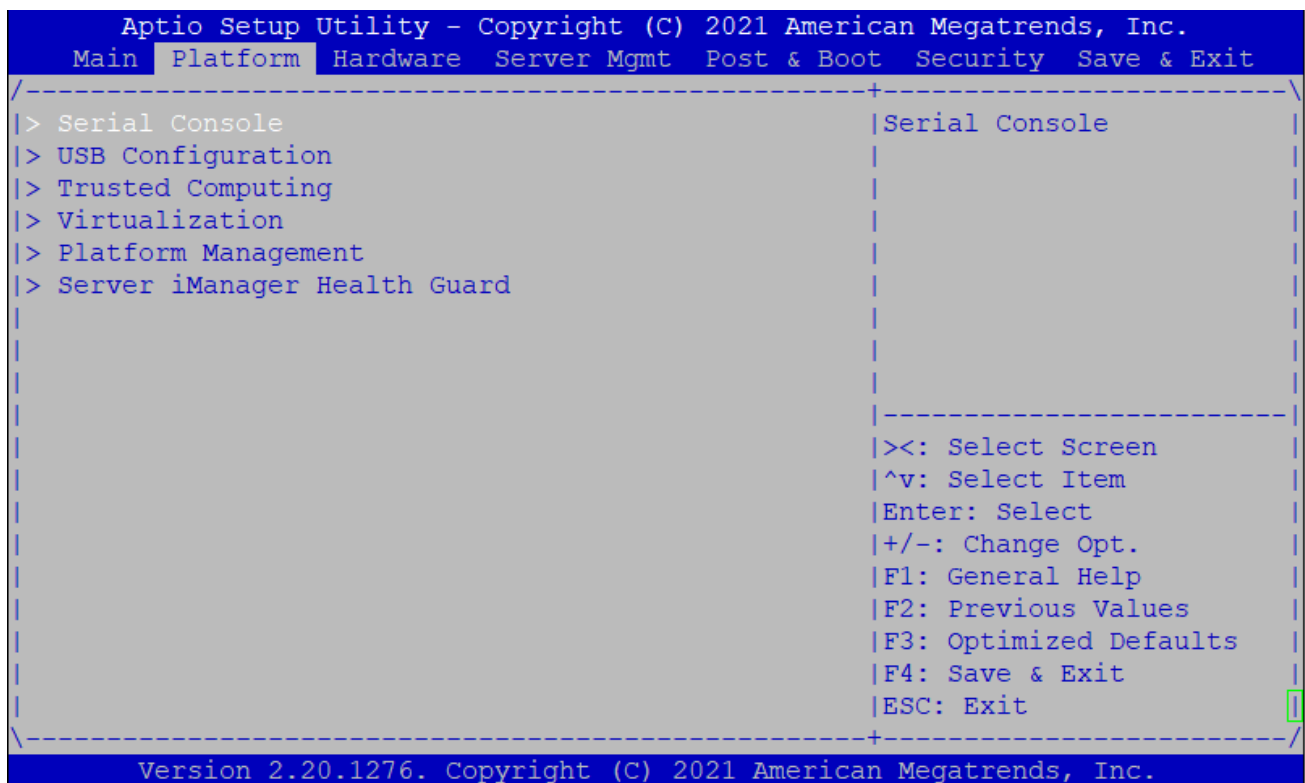 Aptio Setup Utility - Copyright (C) 2021 American Megatrends, Inc.
Main Platform Hardware Server Mgmt Post & Boot Security Save & Exit
/----------------------------------------------------+-------------------------\
|> Serial Console |Serial Console |
|> USB Configuration | |
|> Trusted Computing | |
|> Virtualization | |
|> Platform Management | |
|> Server iManager Health Guard | |
| | |
| | |
| | |
| |-------------------------|
| |><: Select Screen |
| |^v: Select Item |
| |Enter: Select |
| |+/-: Change Opt. |
| |F1: General Help |
| |F2: Previous Values |
| |F3: Optimized Defaults |
| |F4: Save & Exit |
| |ESC: Exit |
\----------------------------------------------------+-------------------------/
Version 2.20.1276. Copyright (C) 2021 American Megatrends, Inc.